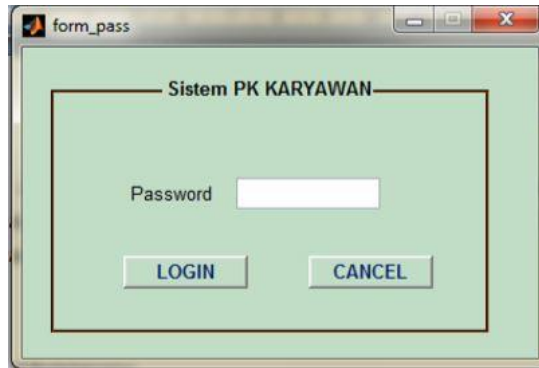 form_pass
Sistem PK KARYAWAN
Password
LOGIN
CANCEL